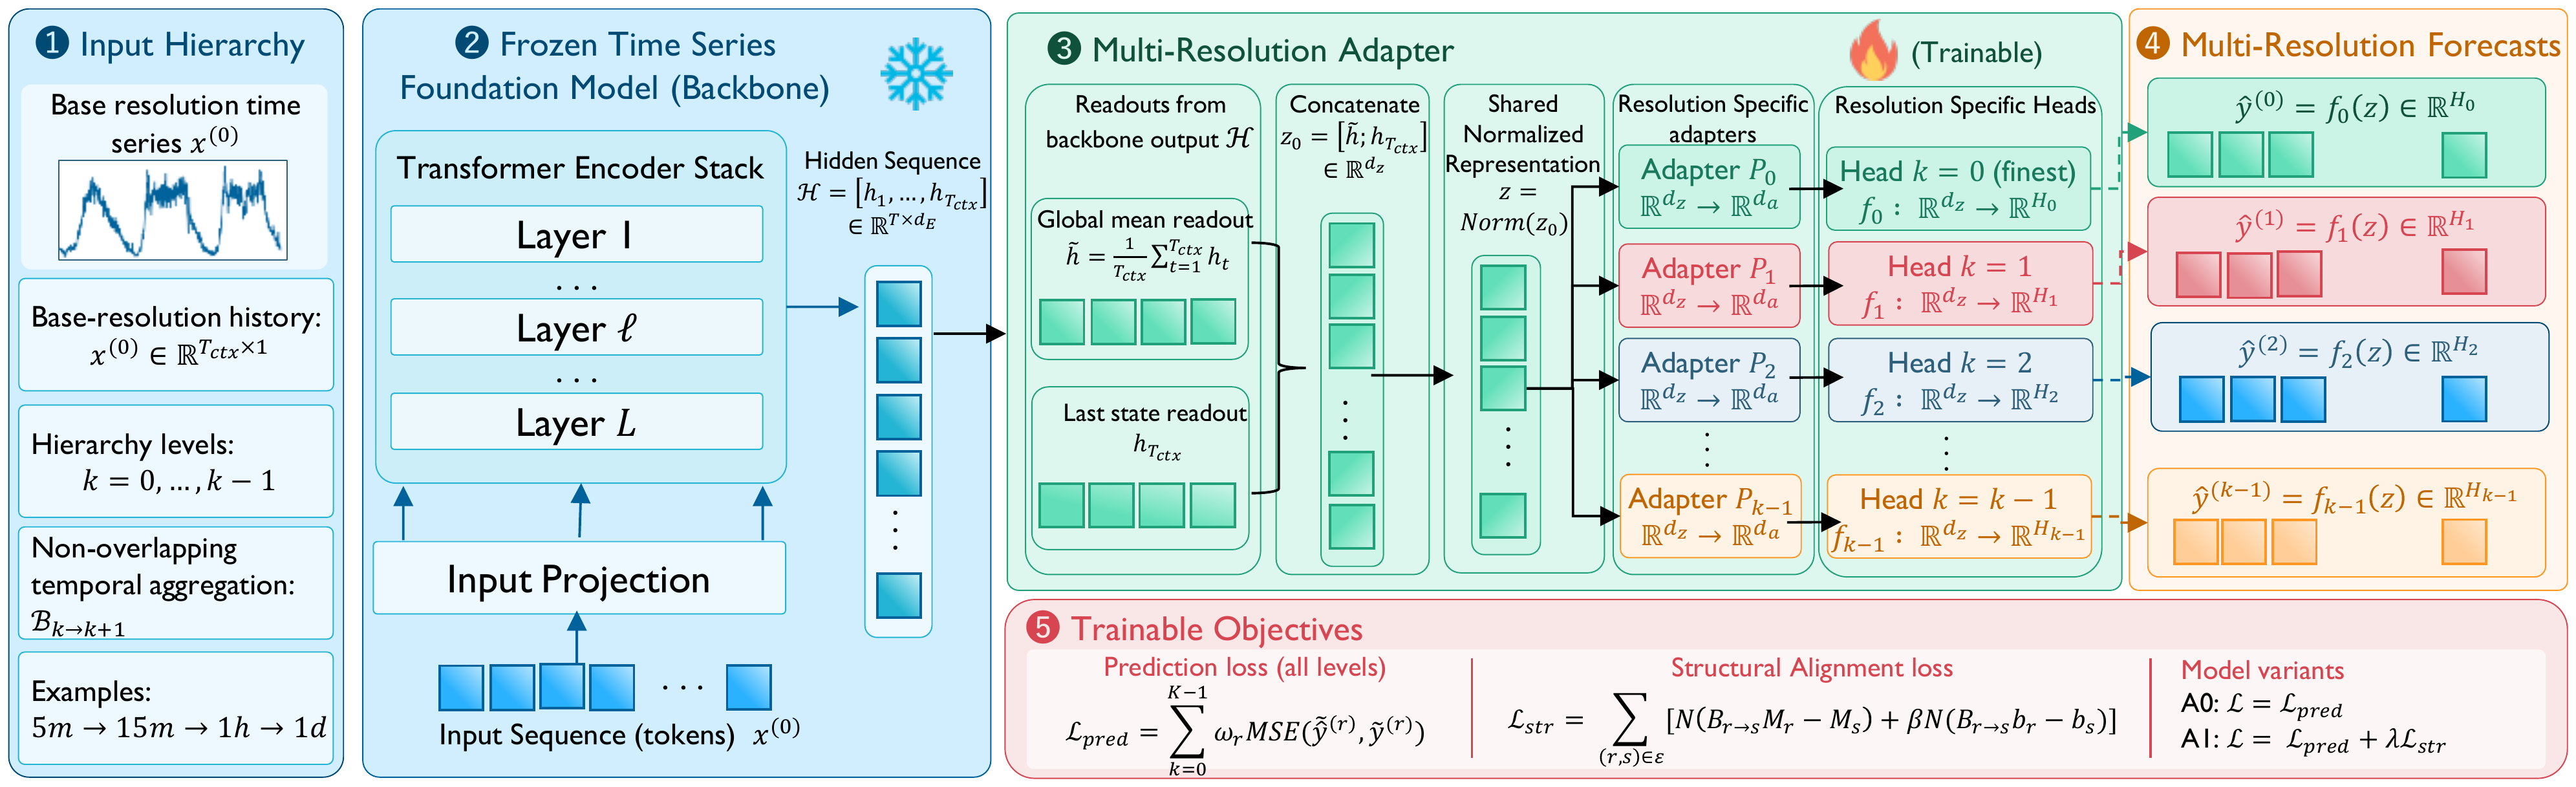 ❶ Input Hierarchy
Base resolution time
series x^(0)
Base-resolution history:
x^(0) ∈ ℝ^{T_ctx×1}
Hierarchy levels:
k = 0, … , k − 1
Non-overlapping
temporal aggregation:
ℬ_{k→k+1}
Examples:
5m → 15m → 1h → 1d
❷ Frozen Time Series
Foundation Model (Backbone)
Transformer Encoder Stack
Layer 1
. . .
Layer ℓ
. . .
Layer L
Input Projection
. . .
Input Sequence (tokens) x^(0)
Hidden Sequence
ℋ = [h_1, … , h_{T_ctx}]
∈ ℝ^{T×d_E}
❸ Multi-Resolution Adapter
(Trainable)
Readouts from
backbone output ℋ
Global mean readout
h̃ = 1/T_ctx ∑_{t=1}^{T_ctx} h_t
Last state readout
h_{T_ctx}
Concatenate
z_0 = [h̃; h_{T_ctx}]
∈ ℝ^{d_z}
Shared
Normalized
Representation
z =
Norm(z_0)
Resolution Specific
adapters
Adapter P_0
ℝ^{d_z} → ℝ^{d_a}
Adapter P_1
ℝ^{d_z} → ℝ^{d_a}
Adapter P_2
ℝ^{d_z} → ℝ^{d_a}
Adapter P_{k−1}
ℝ^{d_z} → ℝ^{d_a}
Resolution Specific Heads
Head k = 0 (finest)
f_0 : ℝ^{d_z} → ℝ^{H_0}
Head k = 1
f_1 : ℝ^{d_z} → ℝ^{H_1}
Head k = 2
f_2 : ℝ^{d_z} → ℝ^{H_2}
Head k = k − 1
f_{k−1} : ℝ^{d_z} → ℝ^{H_{k−1}}
❹ Multi-Resolution Forecasts
ŷ^(0) = f_0(z) ∈ ℝ^{H_0}
ŷ^(1) = f_1(z) ∈ ℝ^{H_1}
ŷ^(2) = f_2(z) ∈ ℝ^{H_2}
ŷ^(k−1) = f_{k−1}(z) ∈ ℝ^{H_{k−1}}
❺ Trainable Objectives
Prediction loss (all levels)
ℒ_pred = ∑_{k=0}^{K−1} ω_r MSE(ỹ̂^(r), ỹ^(r))
Structural Alignment loss
ℒ_str = ∑_{(r,s)∈ε} [N(B_{r→s}M_r − M_s) + βN(B_{r→s}b_r − b_s)]
Model variants
A0: ℒ = ℒ_pred
A1: ℒ = ℒ_pred + λℒ_str